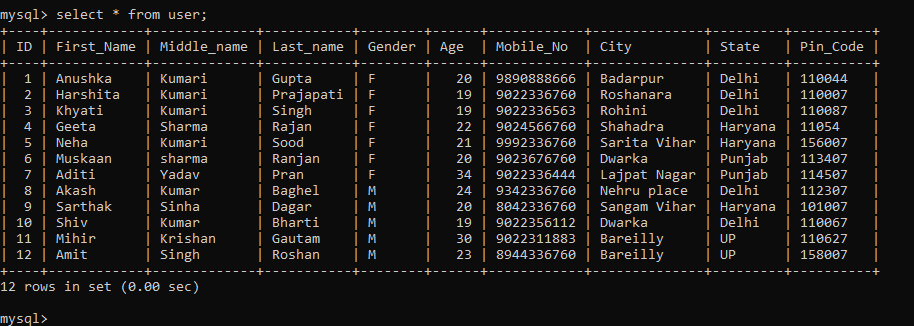 mysql> select * from user;
+----+------------+-------------+-----------+--------+------+------------+--------------+---------+----------+
| ID | First_Name | Middle_name | Last_name | Gender | Age  | Mobile_No  | City         | State   | Pin_Code |
+----+------------+-------------+-----------+--------+------+------------+--------------+---------+----------+
|  1 | Anushka    | Kumari      | Gupta     | F      |   20 | 9890888666 | Badarpur     | Delhi   | 110044   |
|  2 | Harshita   | Kumari      | Prajapati | F      |   19 | 9022336760 | Roshanara    | Delhi   | 110007   |
|  3 | Khyati     | Kumari      | Singh     | F      |   19 | 9022336563 | Rohini       | Delhi   | 110087   |
|  4 | Geeta      | Sharma      | Rajan     | F      |   22 | 9024566760 | Shahadra     | Haryana | 11054    |
|  5 | Neha       | Kumari      | Sood      | F      |   21 | 9992336760 | Sarita Vihar | Haryana | 156007   |
|  6 | Muskaan    | sharma      | Ranjan    | F      |   20 | 9023676760 | Dwarka       | Punjab  | 113407   |
|  7 | Aditi      | Yadav       | Pran      | F      |   34 | 9022336444 | Lajpat Nagar | Punjab  | 114507   |
|  8 | Akash      | Kumar       | Baghel    | M      |   24 | 9342336760 | Nehru place  | Delhi   | 112307   |
|  9 | Sarthak    | Sinha       | Dagar     | M      |   20 | 8042336760 | Sangam Vihar | Haryana | 101007   |
| 10 | Shiv       | Kumar       | Bharti    | M      |   19 | 9022356112 | Dwarka       | Delhi   | 110067   |
| 11 | Mihir      | Krishan     | Gautam    | M      |   30 | 9022311883 | Bareilly     | UP      | 110627   |
| 12 | Amit       | Singh       | Roshan    | M      |   23 | 8944336760 | Bareilly     | UP      | 158007   |
+----+------------+-------------+-----------+--------+------+------------+--------------+---------+----------+
12 rows in set (0.00 sec)
mysql>